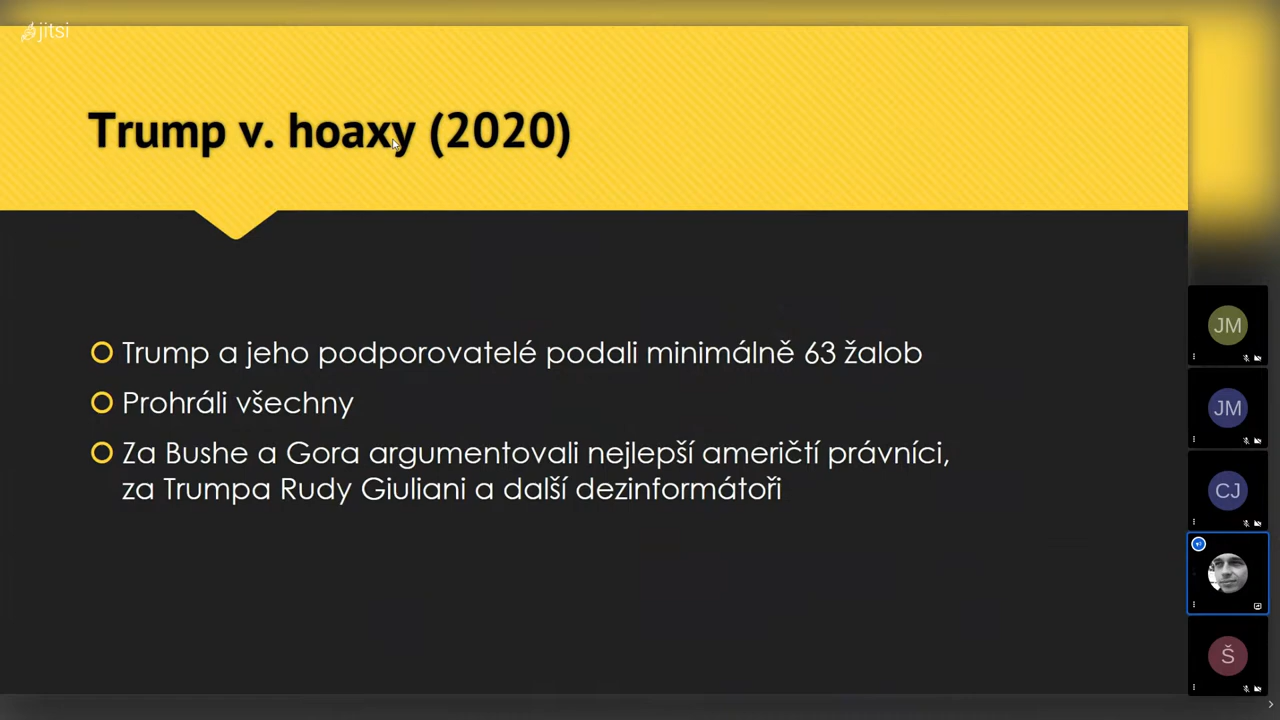 jitsi
Trump v. hoaxy (2020)
Trump a jeho podporovatelé podali minimálně 63 žalob
Prohráli všechny
Za Bushe a Gora argumentovali nejlepší američtí právníci,
za Trumpa Rudy Giuliani a další dezinformátoři
JM
JM
CJ
Š